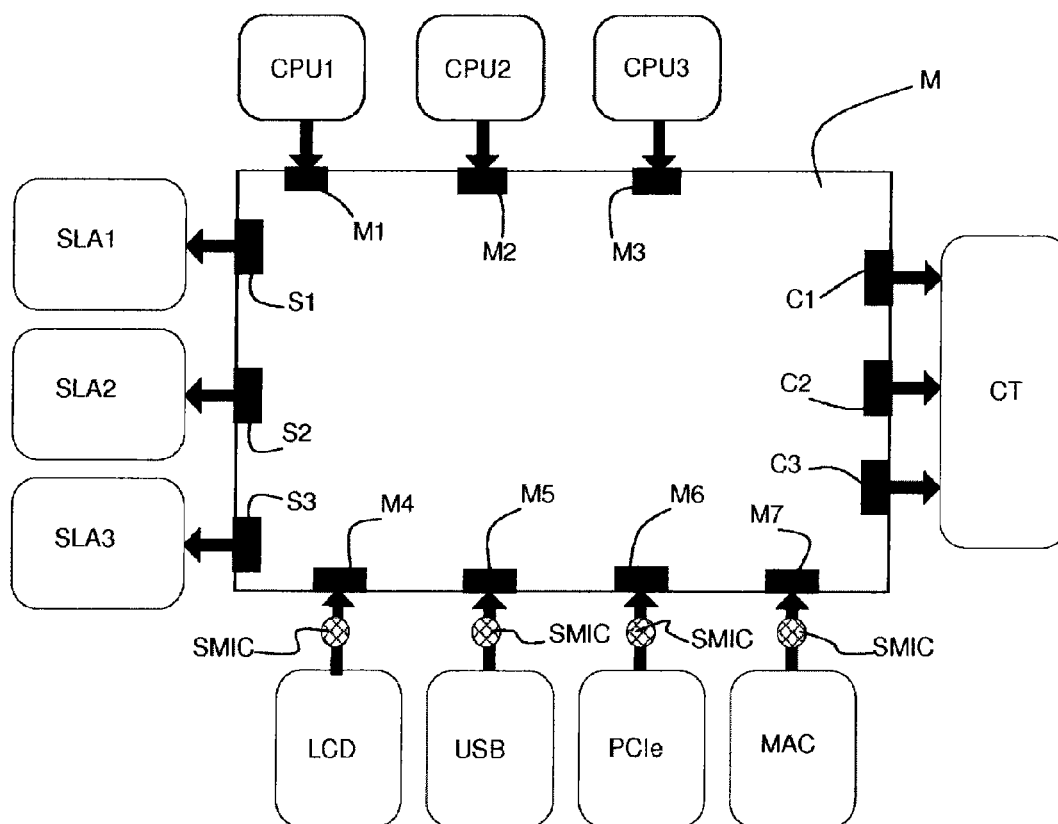 CPU1
CPU2
CPU3
M
M1
M2
M3
SLA1
S1
C1
SLA2
S2
C2
CT
C3
SLA3
S3
M4
M5
M6
M7
SMIC
SMIC
SMIC
SMIC
LCD
USB
PCIe
MAC